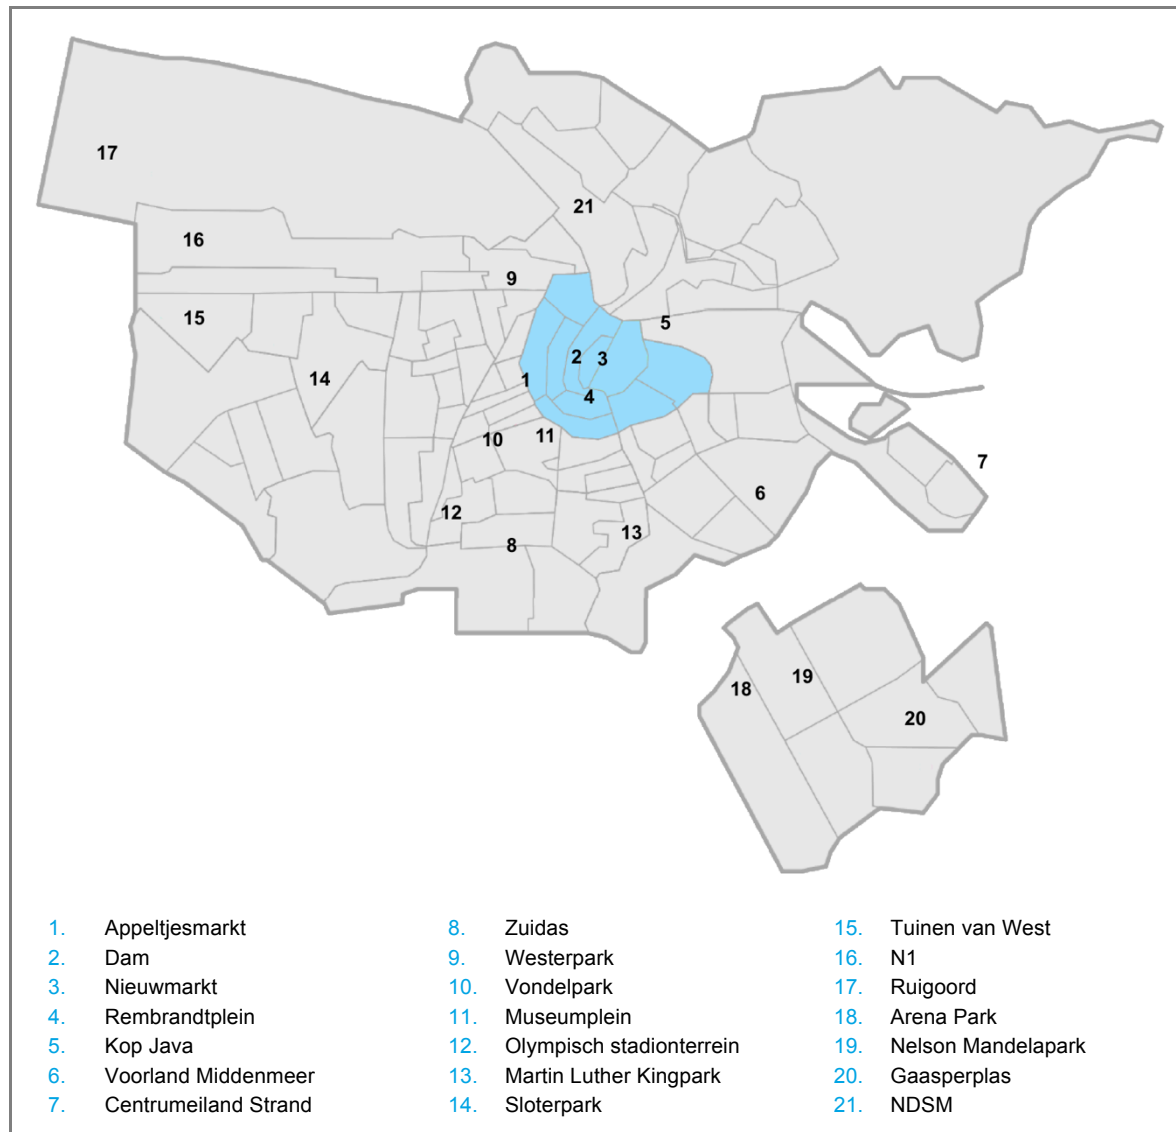 17
21
16
9
15
5
2
3
14
1
4
11
10
7
6
12
13
8
19
18
20
1. Appeltjesmarkt
2. Dam
3. Nieuwmarkt
4. Rembrandtplein
5. Kop Java
6. Voorland Middenmeer
7. Centrumeiland Strand
8. Zuidas
9. Westerpark
10. Vondelpark
11. Museumplein
12. Olympisch stadionterrein
13. Martin Luther Kingpark
14. Sloterpark
15. Tuinen van West
16. N1
17. Ruigoord
18. Arena Park
19. Nelson Mandelapark
20. Gaasperplas
21. NDSM